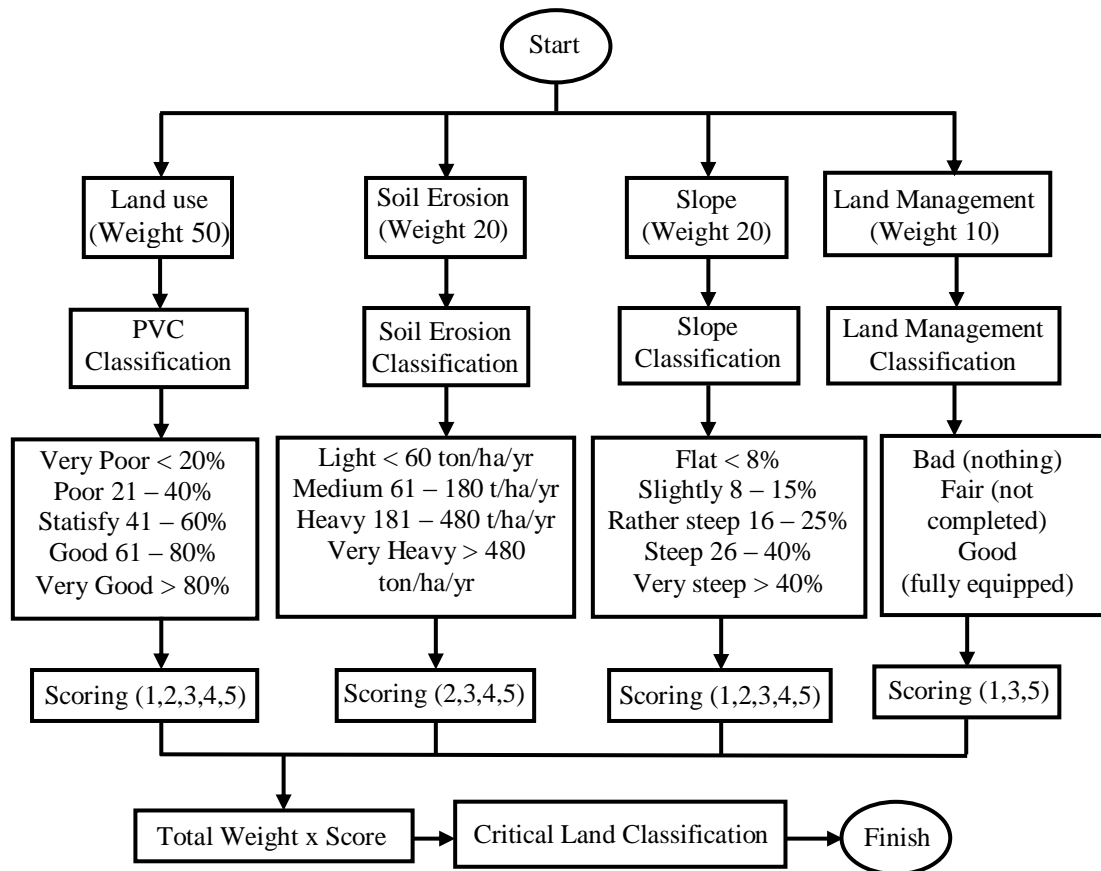 Start
Land use
(Weight 50)
Soil Erosion
(Weight 20)
Slope
(Weight 20)
Land Management
(Weight 10)
PVC
Classification
Soil Erosion
Classification
Slope
Classification
Land Management
Classification
Very Poor < 20%
Poor 21 – 40%
Statisfy 41 – 60%
Good 61 – 80%
Very Good > 80%
Light < 60 ton/ha/yr
Medium 61 – 180 t/ha/yr
Heavy 181 – 480 t/ha/yr
Very Heavy > 480
ton/ha/yr
Flat < 8%
Slightly 8 – 15%
Rather steep 16 – 25%
Steep 26 – 40%
Very steep > 40%
Bad (nothing)
Fair (not
completed)
Good
(fully equipped)
Scoring (1,2,3,4,5)
Scoring (2,3,4,5)
Scoring (1,2,3,4,5)
Scoring (1,3,5)
Total Weight x Score
Critical Land Classification
Finish